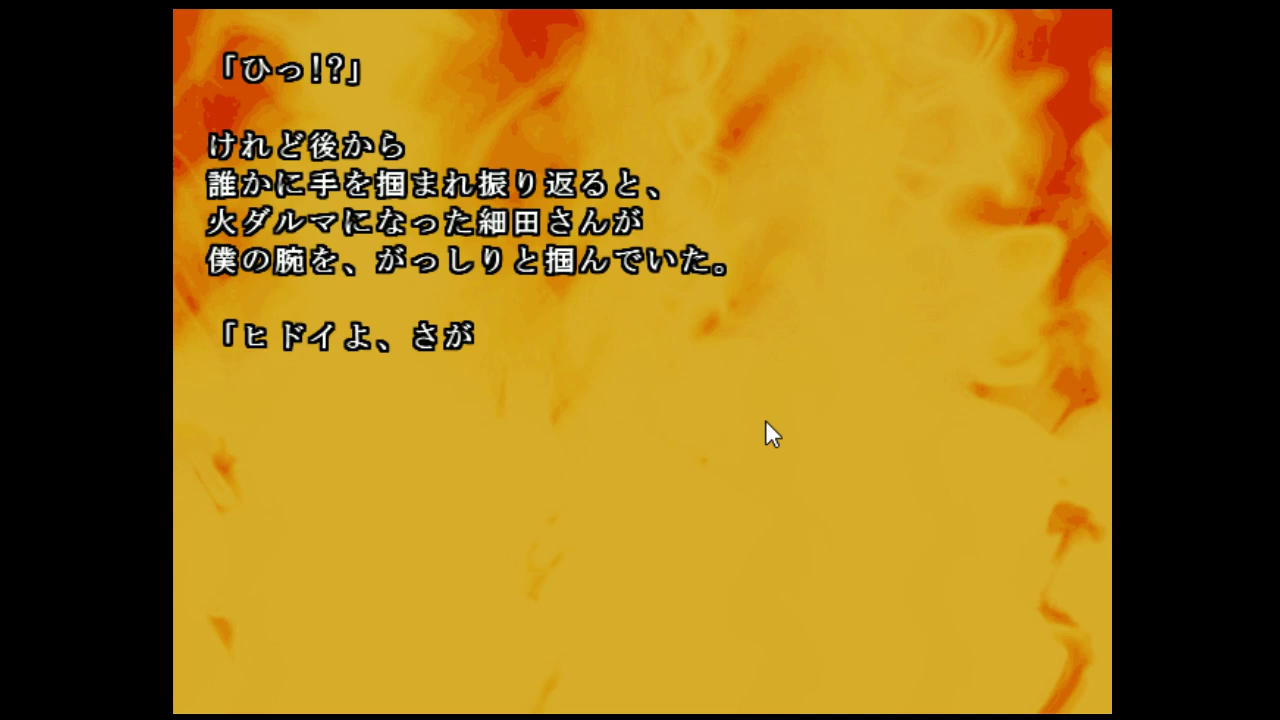 「ひっ!?」
けれど後から
誰かに手を掴まれ振り返ると、
火ダルマになった細田さんが
僕の腕を、がっしりと掴んでいた。
「ヒドイよ、さが